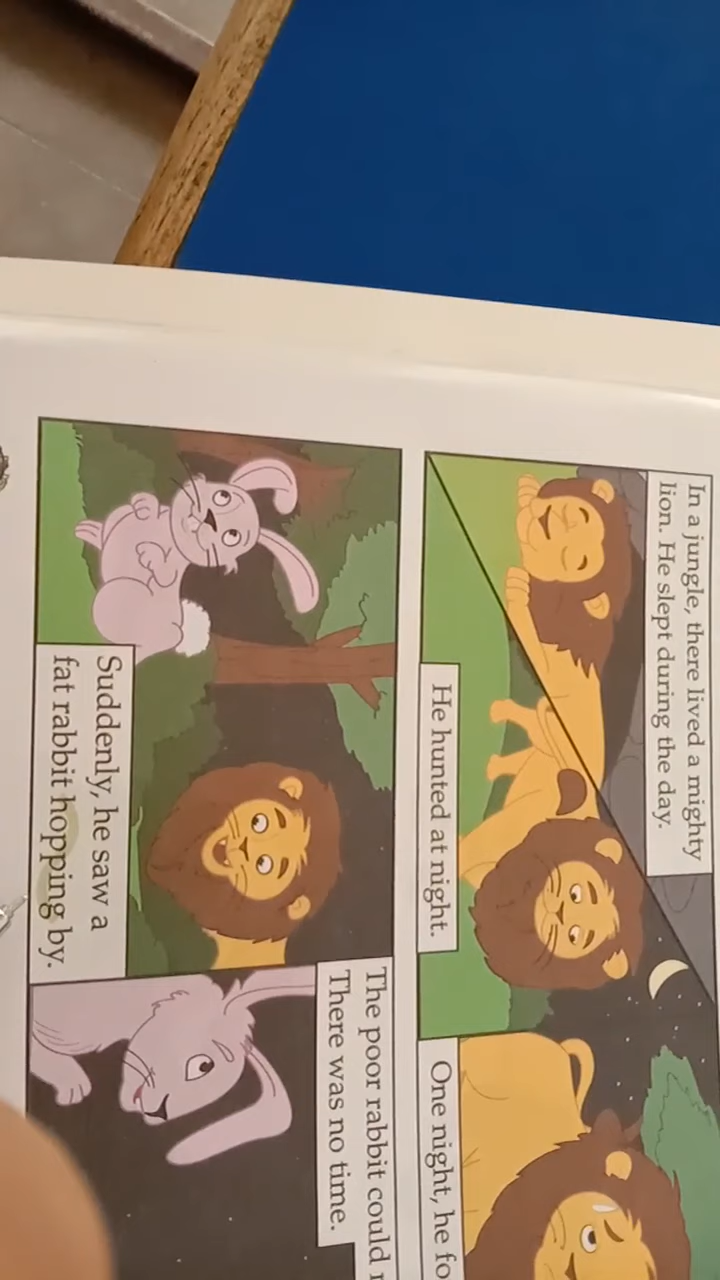 In a jungle, there lived a mighty
lion. He slept during the day.
He hunted at night.
One night, he
Suddenly, he saw a
fat rabbit hopping by.
The poor rabbit could
There was no time.